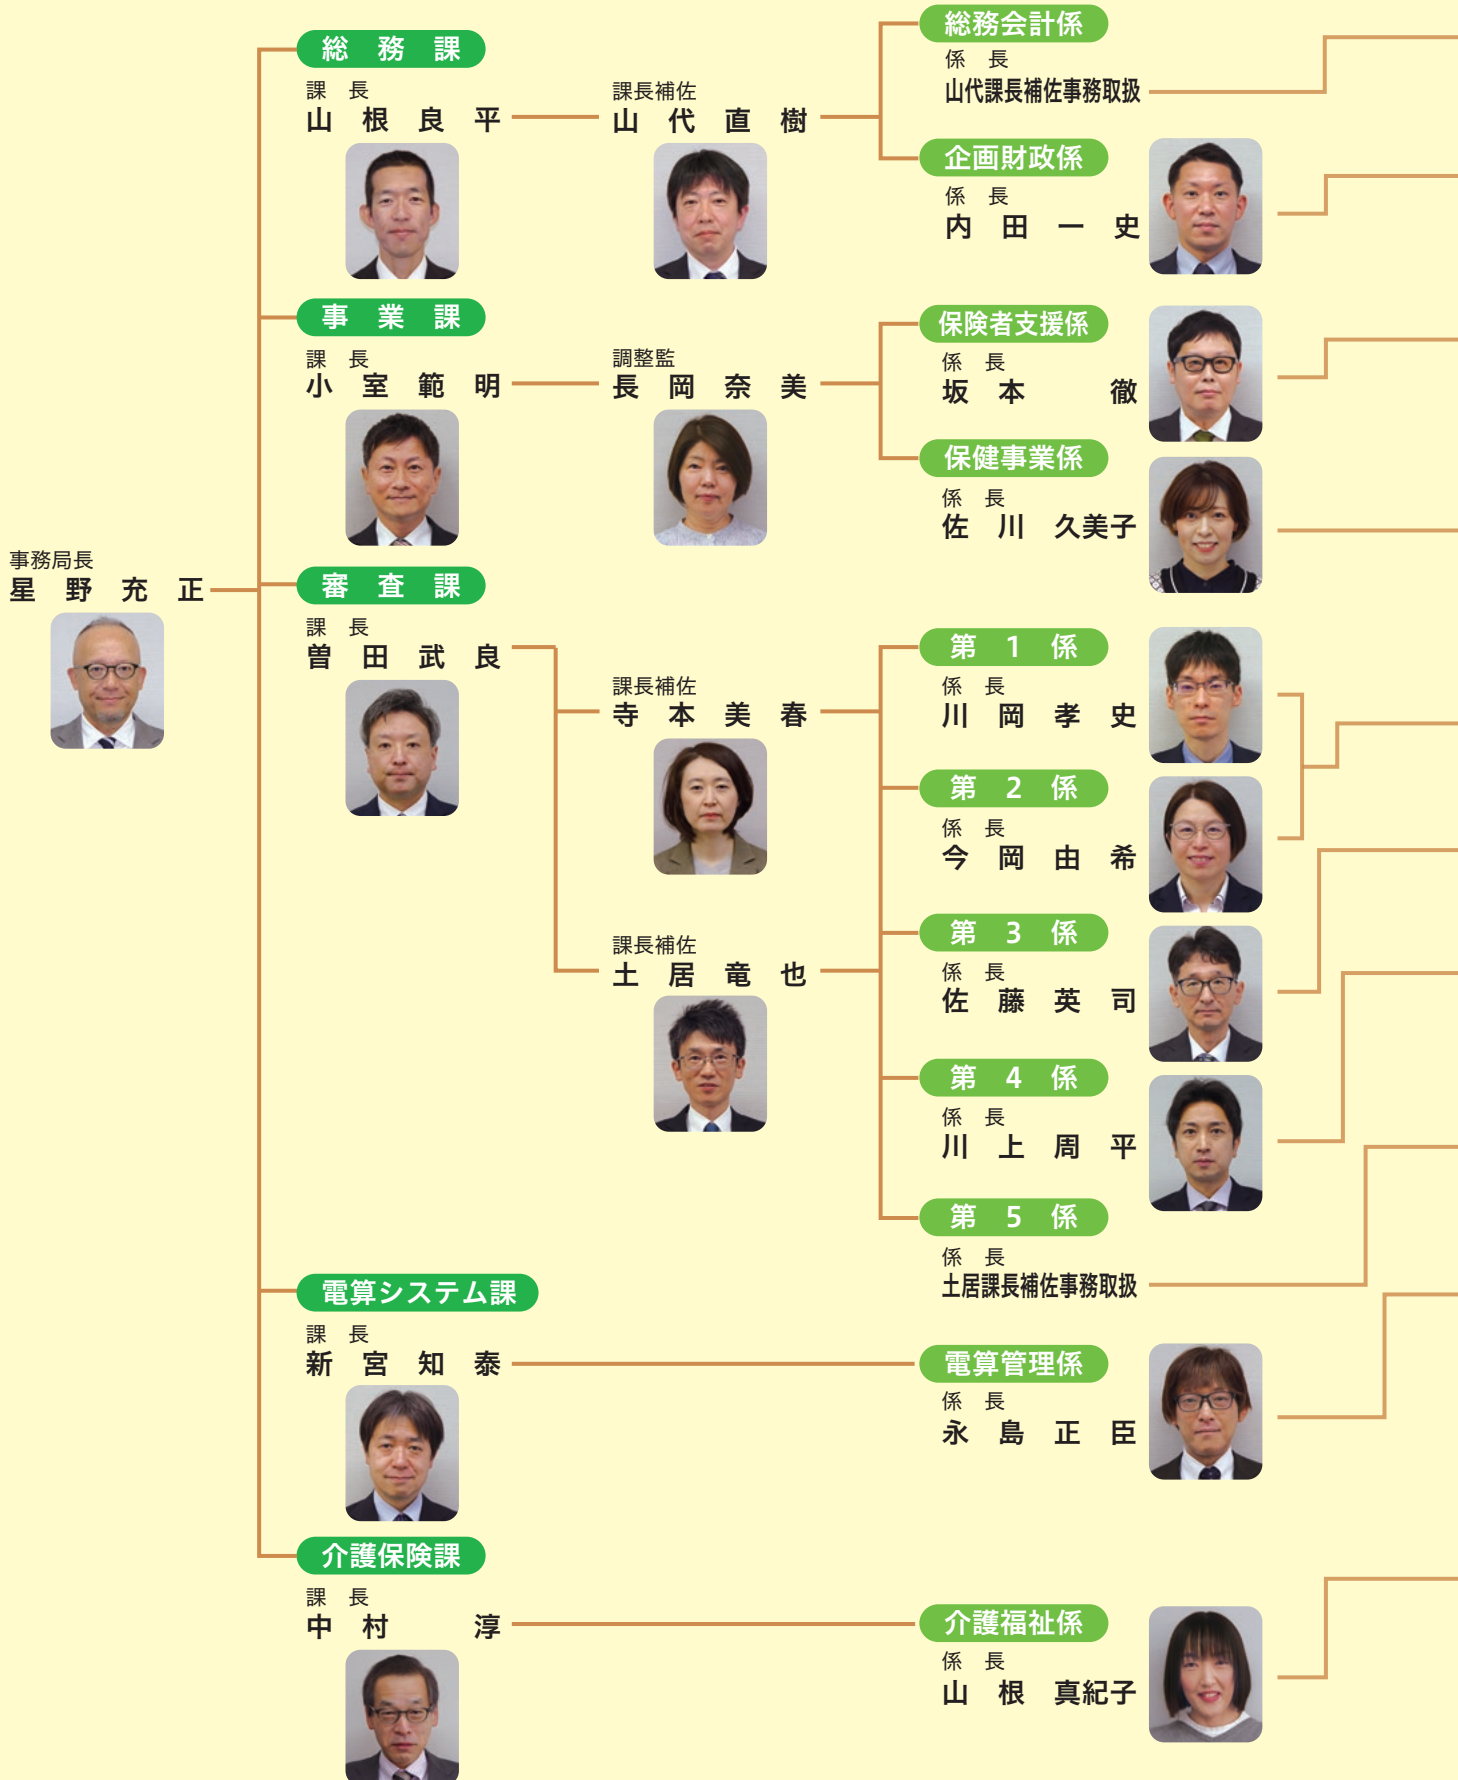 事務局長
星野充正
総務課
課長
山根良平
課長補佐
山代直樹
総務会計係
係長
山代課長補佐事務取扱
企画財政係
係長
内田一史
事業課
課長
小室範明
調整監
長岡奈美
保険者支援係
係長
坂本徹
保健事業係
係長
佐川久美子
審査課
課長
曽田武良
課長補佐
寺本美春
課長補佐
土居竜也
第1係
係長
川岡孝史
第2係
係長
今岡由希
第3係
係長
佐藤英司
第4係
係長
川上周平
第5係
係長
土居課長補佐事務取扱
電算システム課
課長
新宮知泰
電算管理係
係長
永島正臣
介護保険課
課長
中村淳
介護福祉係
係長
山根真紀子